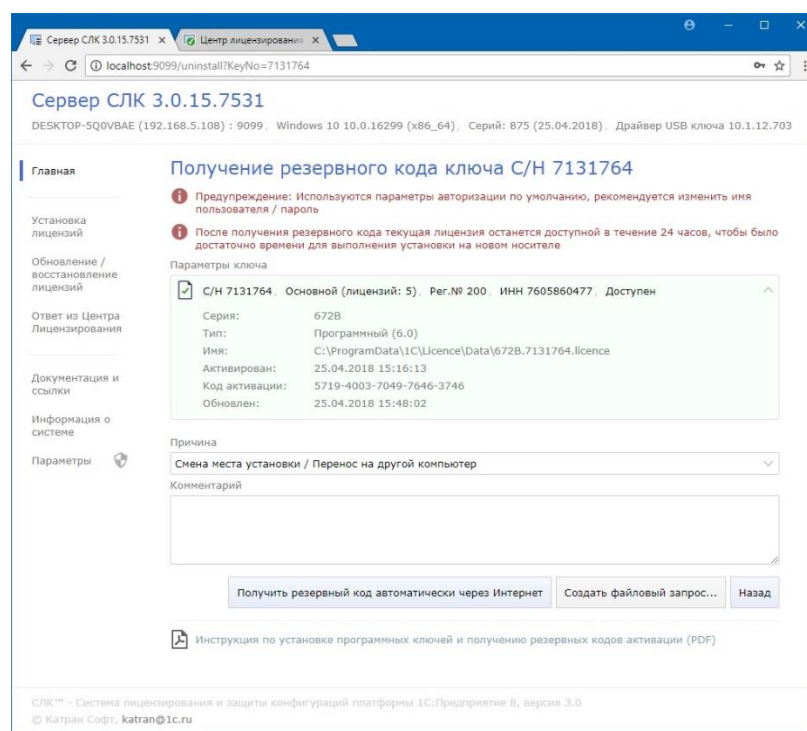 Сервер СЛК 3.0.15.7531
Центр лицензирования
localhost:9099/uninstall?KeyNo=7131764
Сервер СЛК 3.0.15.7531
DESKTOP-5Q0VBAE (192.168.5.108) : 9099, Windows 10 10.0.16299 (x86_64), Серий: 875 (25.04.2018), Драйвер USB ключа 10.1.12.703
Главная
Установка
лицензий
Обновление /
восстановление
лицензий
Ответ из Центра
Лицензирования
Документация и
ссылки
Информация о
системе
Параметры
Получение резервного кода ключа С/Н 7131764
Предупреждение: Используются параметры авторизации по умолчанию, рекомендуется изменить имя
пользователя / пароль
После получения резервного кода текущая лицензия останется доступной в течение 24 часов, чтобы было
достаточно времени для выполнения установки на новом носителе
Параметры ключа
С/Н 7131764, Основной (лицензий: 5), Рег.№ 200, ИНН 7605860477, Доступен
Серия: 672B
Тип: Программный (6.0)
Имя: C:\ProgramData\1C\Licence\Data\672B.7131764.licence
Активирован: 25.04.2018 15:16:13
Код активации: 5719-4003-7049-7646-3746
Обновлен: 25.04.2018 15:48:02
Причина
Смена места установки / Перенос на другой компьютер
Комментарий
Получить резервный код автоматически через Интернет
Создать файловый запрос...
Назад
Инструкция по установке программных ключей и получению резервных кодов активации (PDF)
СЛК™ - Система лицензирования и защиты конфигураций платформы 1С:Предприятие 8, версия 3.0
© Катран Софт, katran@1c.ru